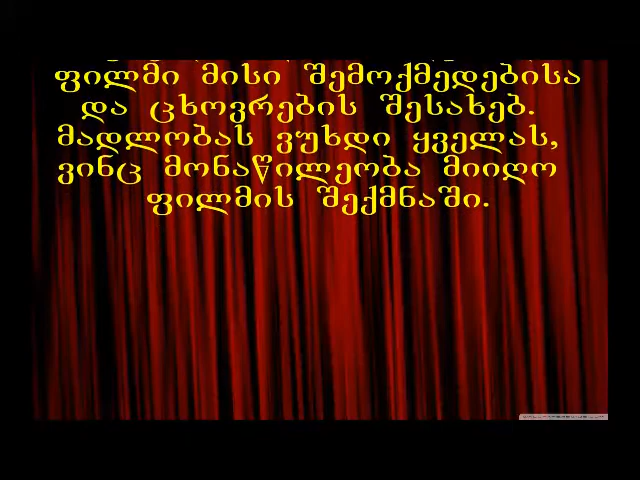 ფილმი მისი შემოქმედებისა
და ცხოვრების შესახებ.
მადლობას ვუხდი ყველას,
ვინც მონაწილეობა მიიღო
ფილმის შექმნაში.